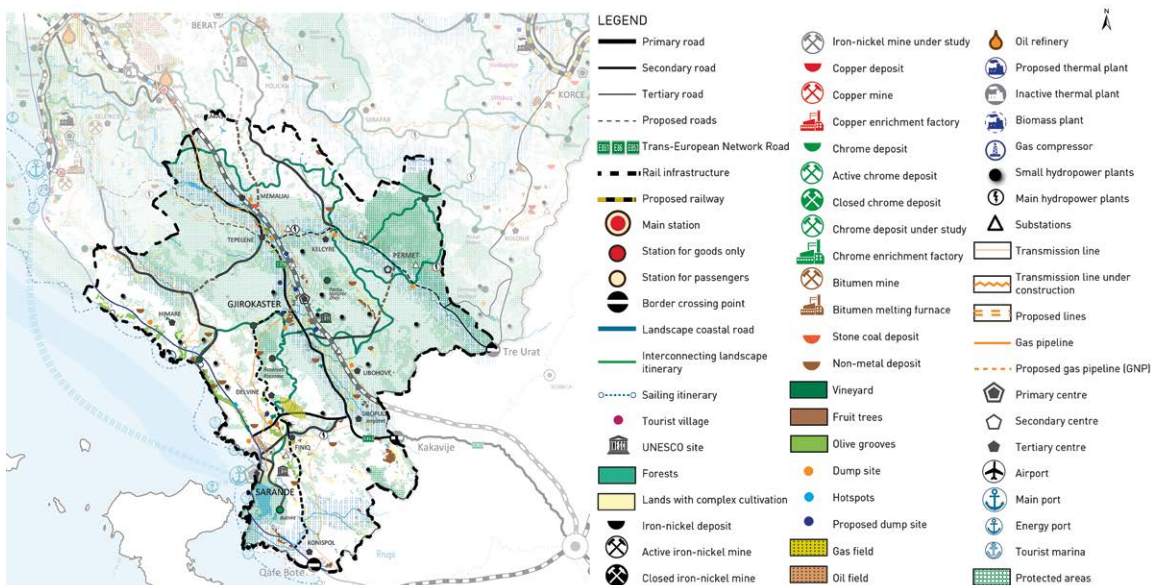 BERAT
POLICAN
KORCE
MEMALIAJ
TEPELENE
KELCYRE
PERMET
GJIROKASTER
HIMARE
Tre Urat
LIBOHOVE
DELVINE
Kakavije
FINIQ
SARANDE
Butrint
KONISPOL
Qafe Bote
LEGEND
Primary road
Secondary road
Tertiary road
Proposed roads
Trans-European Network Road
Rail infrastructure
Proposed railway
Main station
Station for goods only
Station for passengers
Border crossing point
Landscape coastal road
Interconnecting landscape
itinerary
Sailing itinerary
Tourist village
UNESCO site
Forests
Lands with complex cultivation
Iron-nickel deposit
Active iron-nickel mine
Closed iron-nickel mine
Iron-nickel mine under study
Copper deposit
Copper mine
Copper enrichment factory
Chrome deposit
Active chrome deposit
Closed chrome deposit
Chrome deposit under study
Chrome enrichment factory
Bitumen mine
Bitumen melting furnace
Stone coal deposit
Non-metal deposit
Vineyard
Fruit trees
Olive grooves
Dump site
Hotspots
Proposed dump site
Gas field
Oil field
N
Oil refinery
Proposed thermal plant
Inactive thermal plant
Biomass plant
Gas compressor
Small hydropower plants
Main hydropower plants
Substations
Transmission line
Transmission line under
construction
Proposed lines
Gas pipeline
Proposed gas pipeline (GNP)
Primary centre
Secondary centre
Tertiary centre
Airport
Main port
Energy port
Tourist marina
Protected areas